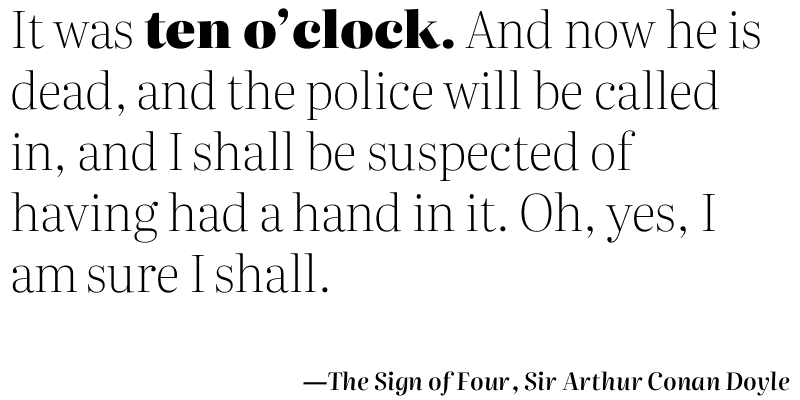 It was ten o’clock. And now he is
dead, and the police will be called
in, and I shall be suspected of
having had a hand in it. Oh, yes, I
am sure I shall.
—The Sign of Four, Sir Arthur Conan Doyle